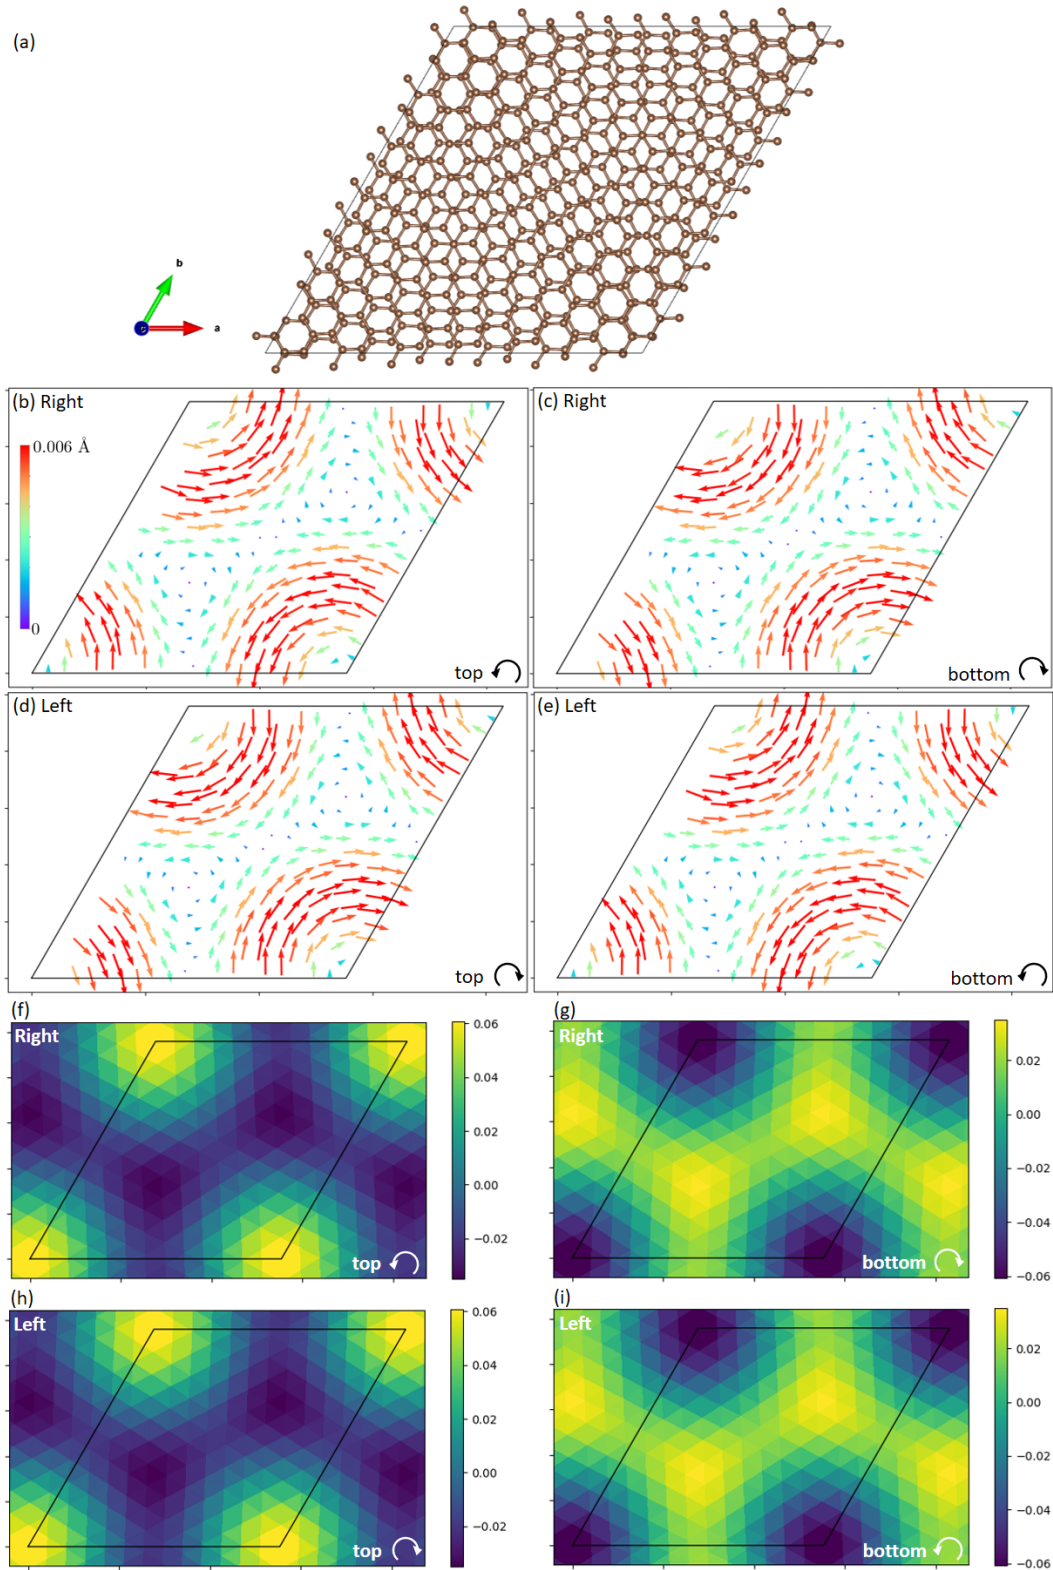 (a)
b
a
(b) Right
0.006 Å
0
top
(c) Right
bottom
(d) Left
top
(e) Left
bottom
(f)
Right
top
0.06
0.04
0.02
0.00
−0.02
(g)
Right
bottom
0.02
0.00
−0.02
−0.04
−0.06
(h)
Left
top
0.06
0.04
0.02
0.00
−0.02
(i)
Left
bottom
0.02
0.00
−0.02
−0.04
−0.06